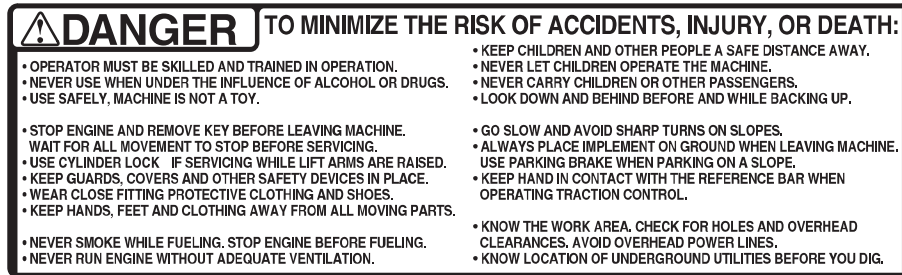 DANGER TO MINIMIZE THE RISK OF ACCIDENTS, INJURY, OR DEATH:
• OPERATOR MUST BE SKILLED AND TRAINED IN OPERATION.
• NEVER USE WHEN UNDER THE INFLUENCE OF ALCOHOL OR DRUGS.
• USE SAFELY, MACHINE IS NOT A TOY.
• STOP ENGINE AND REMOVE KEY BEFORE LEAVING MACHINE.
WAIT FOR ALL MOVEMENT TO STOP BEFORE SERVICING.
• USE CYLINDER LOCK IF SERVICING WHILE LIFT ARMS ARE RAISED.
• KEEP GUARDS, COVERS AND OTHER SAFETY DEVICES IN PLACE.
• WEAR CLOSE FITTING PROTECTIVE CLOTHING AND SHOES.
• KEEP HANDS, FEET AND CLOTHING AWAY FROM ALL MOVING PARTS.
• NEVER SMOKE WHILE FUELING. STOP ENGINE BEFORE FUELING.
• NEVER RUN ENGINE WITHOUT ADEQUATE VENTILATION.
• KEEP CHILDREN AND OTHER PEOPLE A SAFE DISTANCE AWAY.
• NEVER LET CHILDREN OPERATE THE MACHINE.
• NEVER CARRY CHILDREN OR OTHER PASSENGERS.
• LOOK DOWN AND BEHIND BEFORE AND WHILE BACKING UP.
• GO SLOW AND AVOID SHARP TURNS ON SLOPES.
• ALWAYS PLACE IMPLEMENT ON GROUND WHEN LEAVING MACHINE.
USE PARKING BRAKE WHEN PARKING ON A SLOPE.
• KEEP HAND IN CONTACT WITH THE REFERENCE BAR WHEN
OPERATING TRACTION CONTROL.
• KNOW THE WORK AREA. CHECK FOR HOLES AND OVERHEAD
CLEARANCES. AVOID OVERHEAD POWER LINES.
• KNOW LOCATION OF UNDERGROUND UTILITIES BEFORE YOU DIG.